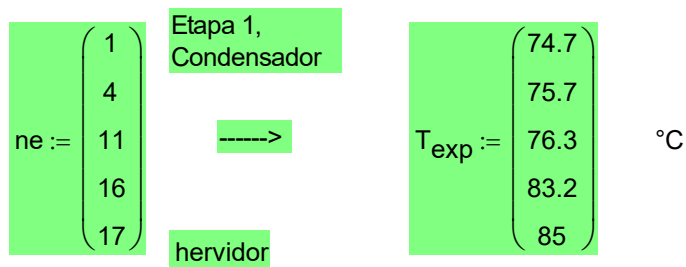 Etapa 1,
Condensador
ne := ( 1 4 11 16 17 )
------>
hervidor
Texp := ( 74.7 75.7 76.3 83.2 85 ) °C